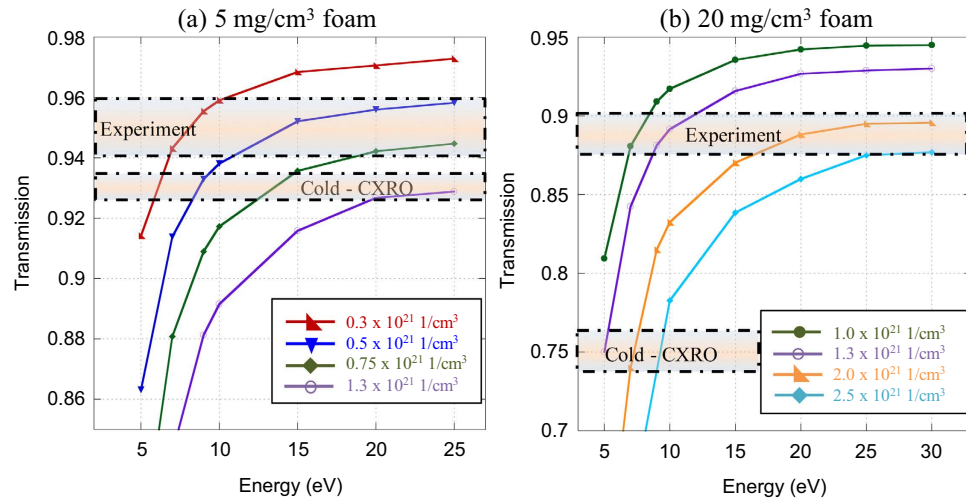 (a) 5 mg/cm³ foam
0.98
0.96
0.94
0.92
0.9
0.88
0.86
Transmission
Experiment
Cold - CXRO
0.3 x 10²¹ 1/cm³
0.5 x 10²¹ 1/cm³
0.75 x 10²¹ 1/cm³
1.3 x 10²¹ 1/cm³
5 10 15 20 25
Energy (eV)
(b) 20 mg/cm³ foam
0.95
0.9
0.85
0.8
0.75
0.7
Transmission
Experiment
Cold - CXRO
1.0 x 10²¹ 1/cm³
1.3 x 10²¹ 1/cm³
2.0 x 10²¹ 1/cm³
2.5 x 10²¹ 1/cm³
5 10 15 20 25 30
Energy (eV)